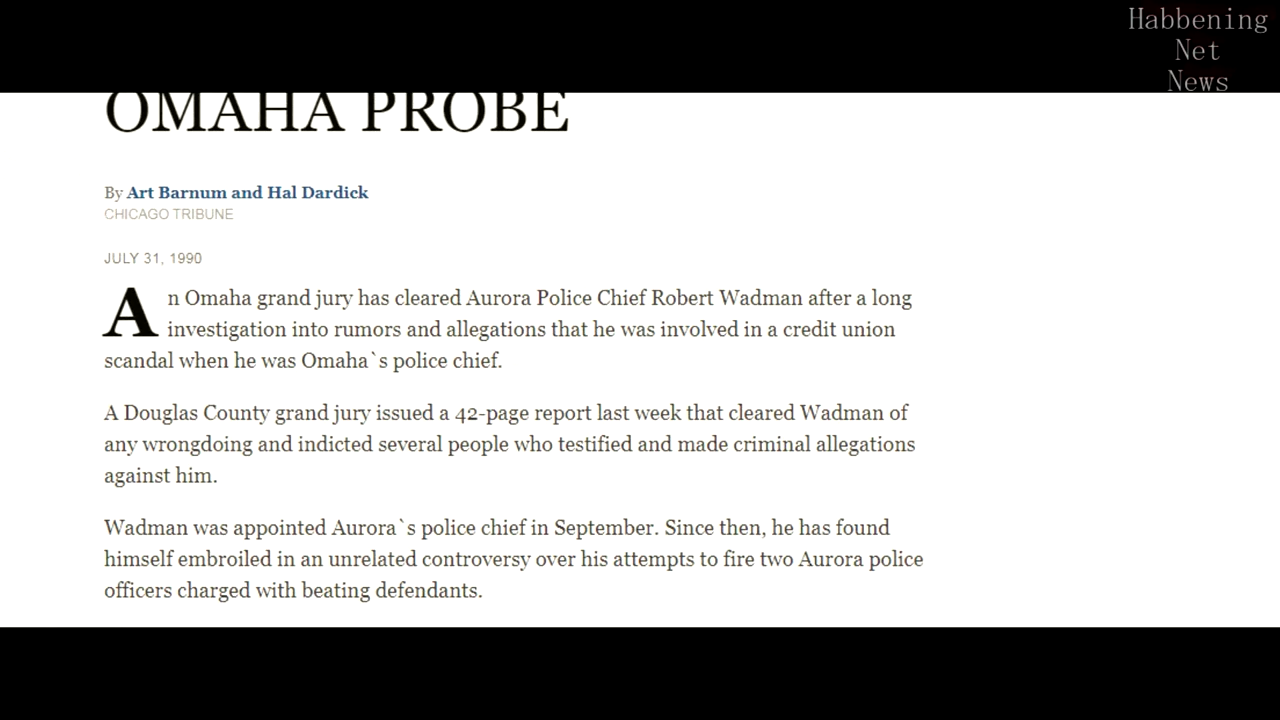 Habbening
Net
News
OMAHA PROBE
By Art Barnum and Hal Dardick
CHICAGO TRIBUNE
JULY 31, 1990
An Omaha grand jury has cleared Aurora Police Chief Robert Wadman after a long
investigation into rumors and allegations that he was involved in a credit union
scandal when he was Omaha`s police chief.
A Douglas County grand jury issued a 42-page report last week that cleared Wadman of
any wrongdoing and indicted several people who testified and made criminal allegations
against him.
Wadman was appointed Aurora`s police chief in September. Since then, he has found
himself embroiled in an unrelated controversy over his attempts to fire two Aurora police
officers charged with beating defendants.